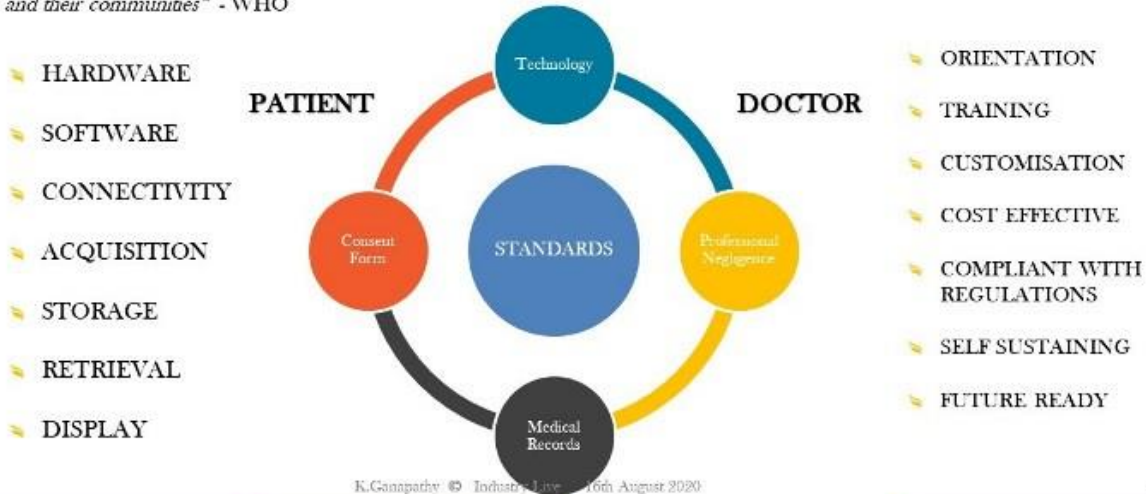 and their communities" - WHO
HARDWARE
SOFTWARE
CONNECTIVITY
ACQUISITION
STORAGE
RETRIEVAL
DISPLAY
PATIENT
DOCTOR
Technology
Consent
Form
STANDARDS
Professional
Negligence
Medical
Records
ORIENTATION
TRAINING
CUSTOMISATION
COST EFFECTIVE
COMPLIANT WITH
REGULATIONS
SELF SUSTAINING
FUTURE READY
K.Ganapathy © Industry Live 16th August 2020